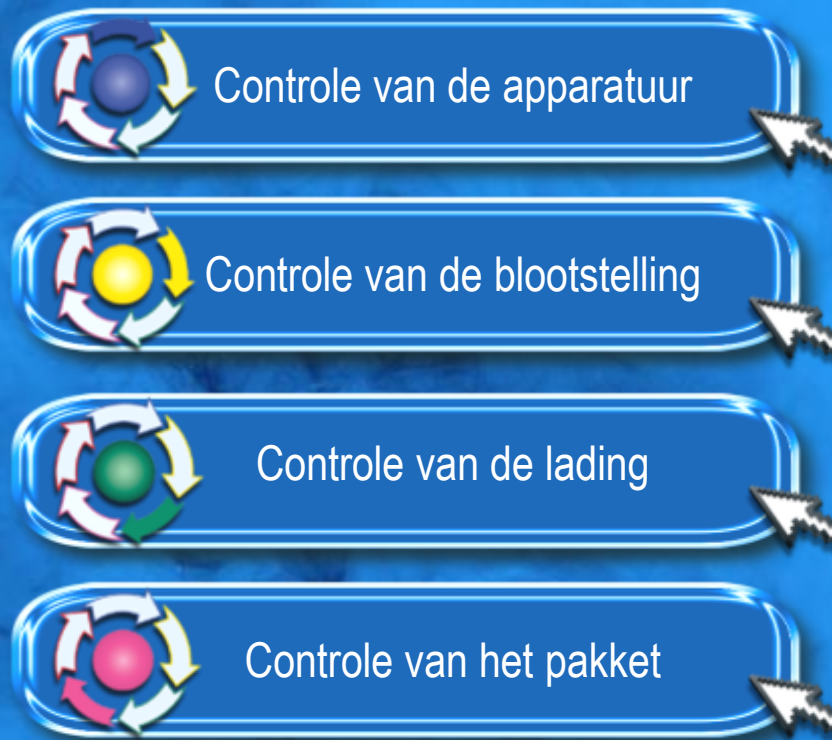 Controle van de apparatuur
Controle van de blootstelling
Controle van de lading
Controle van het pakket